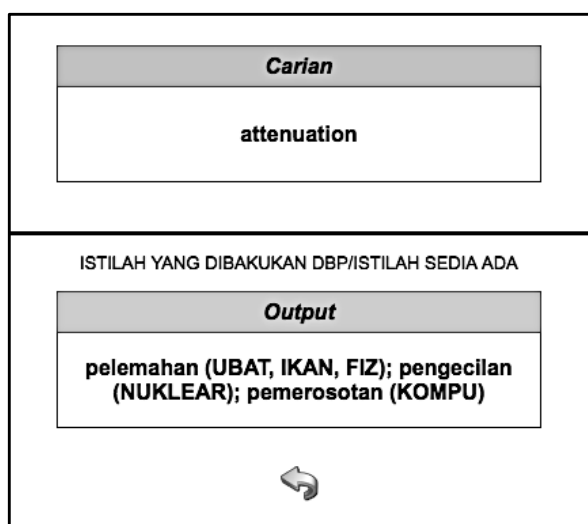 Carian
attenuation
ISTILAH YANG DIBAKUKAN DBP/ISTILAH SEDIA ADA
Output
pelemahan (UBAT, IKAN, FIZ); pengecilan
(NUKLEAR); pemerosotan (KOMPU)